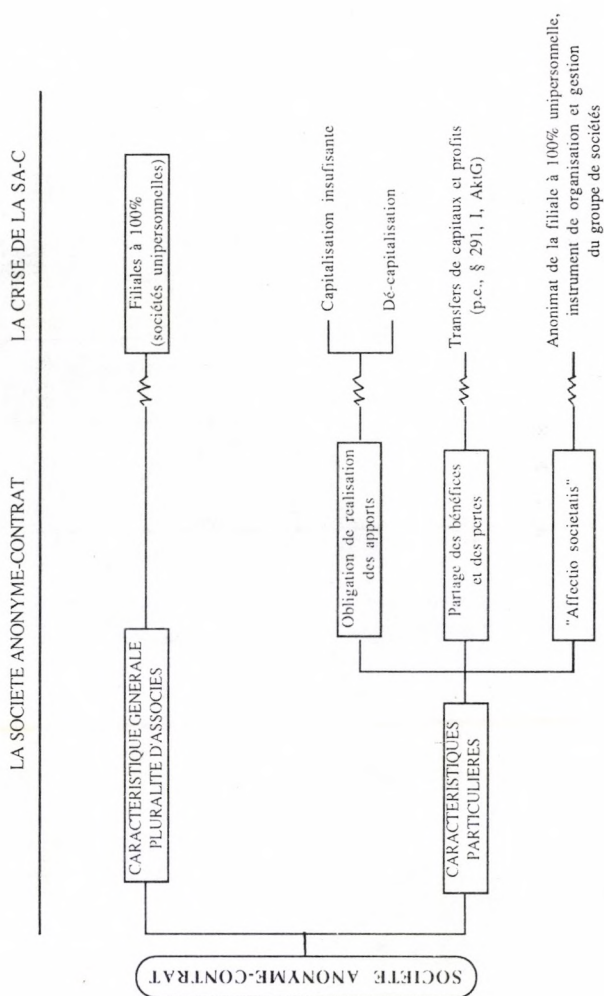 LA SOCIETE ANONYME-CONTRAT
LA CRISE DE LA SA-C
SOCIETE ANONYME-CONTRAT
CARACTERISTIQUE GENERALE
PLURALITE D'ASSOCIES
Filiales à 100%
(sociétés unipersonnelles)
CARACTERISTIQUES
PARTICULIERES
Obligation de realisation
des apports
Capitalisation insufisante
Dé-capitalisation
Partage des bénéfices
et des pertes
Transferts de capitaux et profits
(p.e., § 291, I, AktG)
"Affectio societatis"
Anonimat de la filiale à 100% unipersonnelle,
instrument de organisation et gestion
du groupe de sociétés